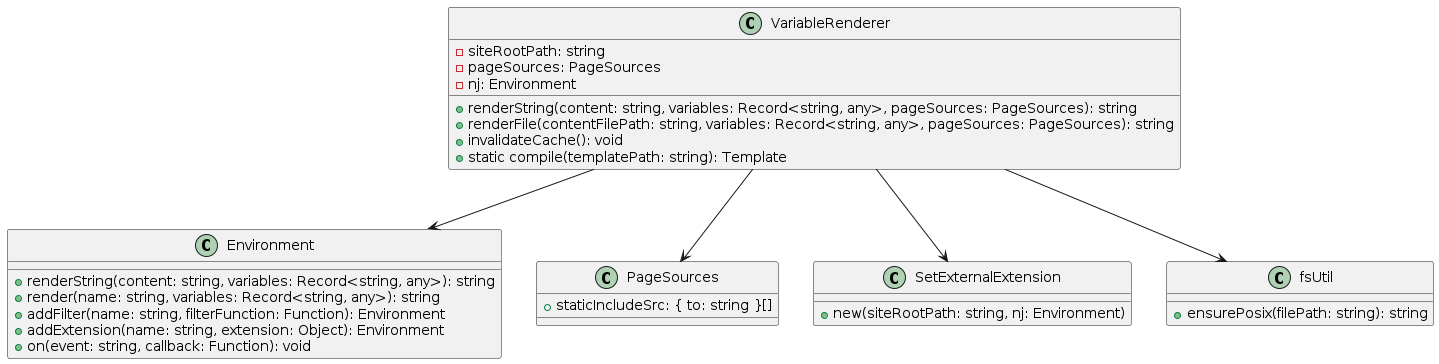 C VariableRenderer
siteRootPath: string
pageSources: PageSources
nj: Environment
renderString(content: string, variables: Record<string, any>, pageSources: PageSources): string
renderFile(contentFilePath: string, variables: Record<string, any>, pageSources: PageSources): string
invalidateCache(): void
static compile(templatePath: string): Template
C Environment
renderString(content: string, variables: Record<string, any>): string
render(name: string, variables: Record<string, any>): string
addFilter(name: string, filterFunction: Function): Environment
addExtension(name: string, extension: Object): Environment
on(event: string, callback: Function): void
C PageSources
staticIncludeSrc: { to: string }[]
C SetExternalExtension
new(siteRootPath: string, nj: Environment)
C fsUtil
ensurePosix(filePath: string): string